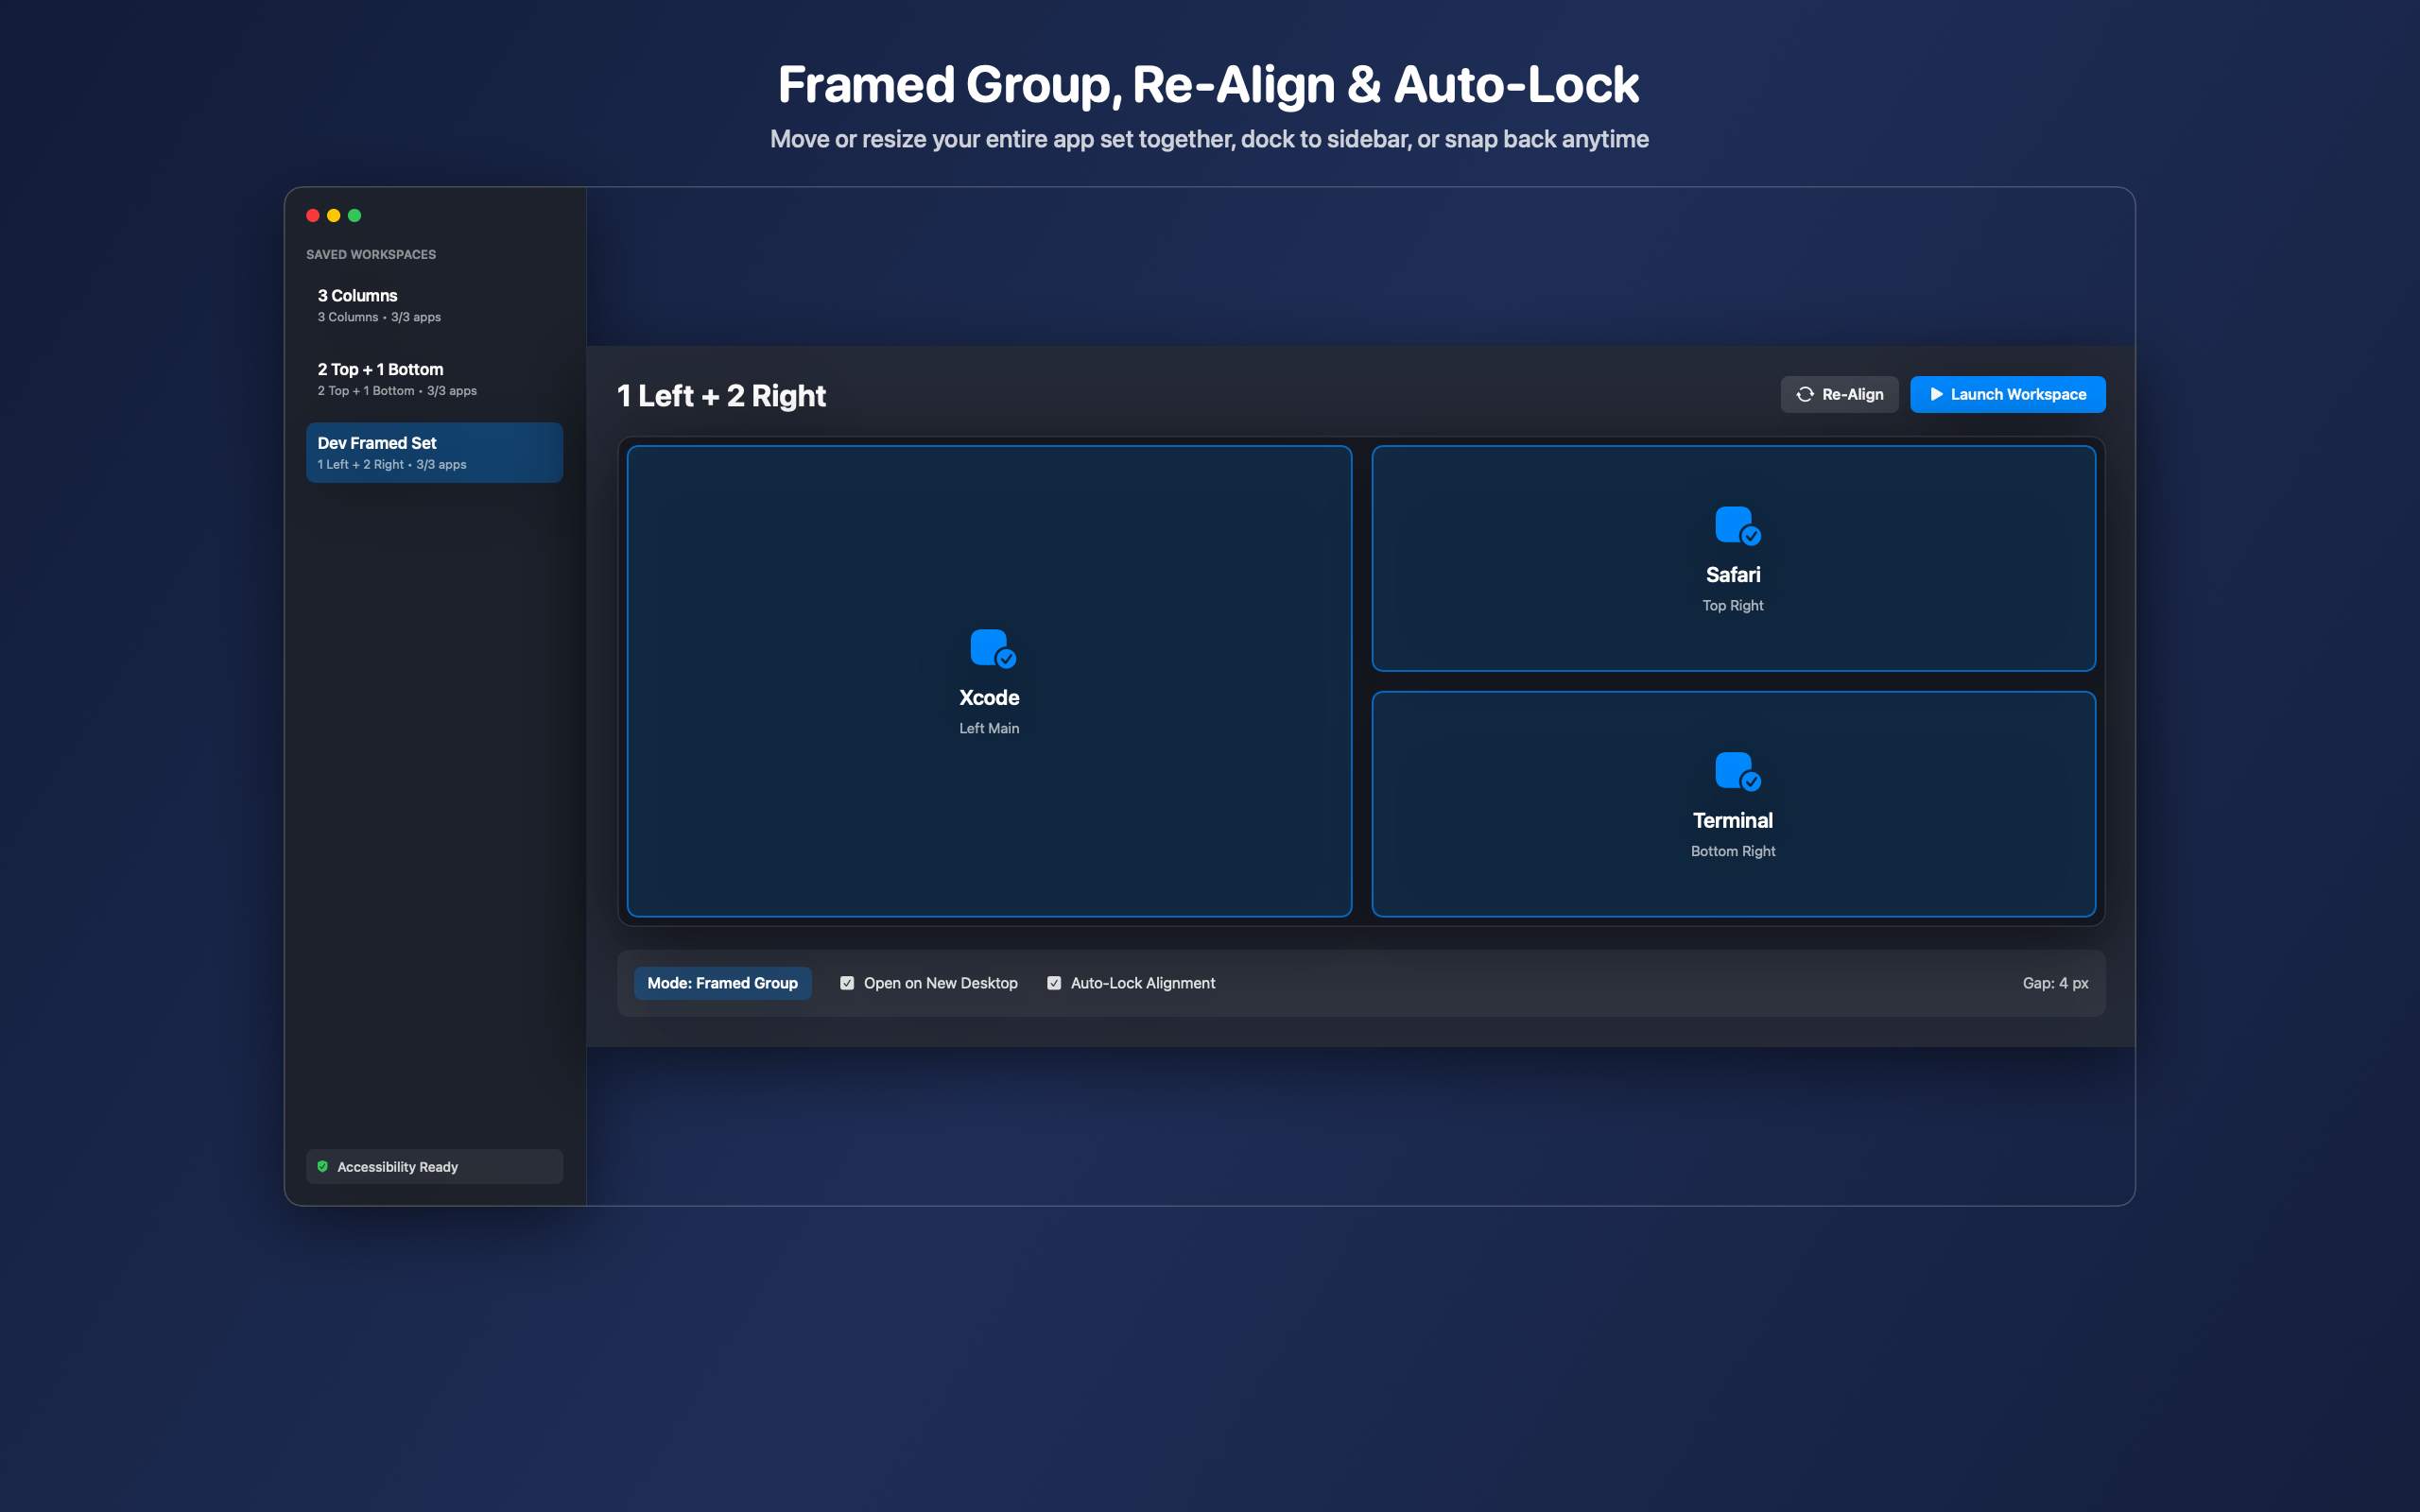 Framed Group, Re-Align & Auto-Lock
Move or resize your entire app set together, dock to sidebar, or snap back anytime
SAVED WORKSPACES
3 Columns
3 Columns • 3/3 apps
2 Top + 1 Bottom
2 Top + 1 Bottom • 3/3 apps
Dev Framed Set
1 Left + 2 Right • 3/3 apps
Accessibility Ready
1 Left + 2 Right
Re-Align
Launch Workspace
Xcode
Left Main
Safari
Top Right
Terminal
Bottom Right
Mode: Framed Group
Open on New Desktop
Auto-Lock Alignment
Gap: 4 px